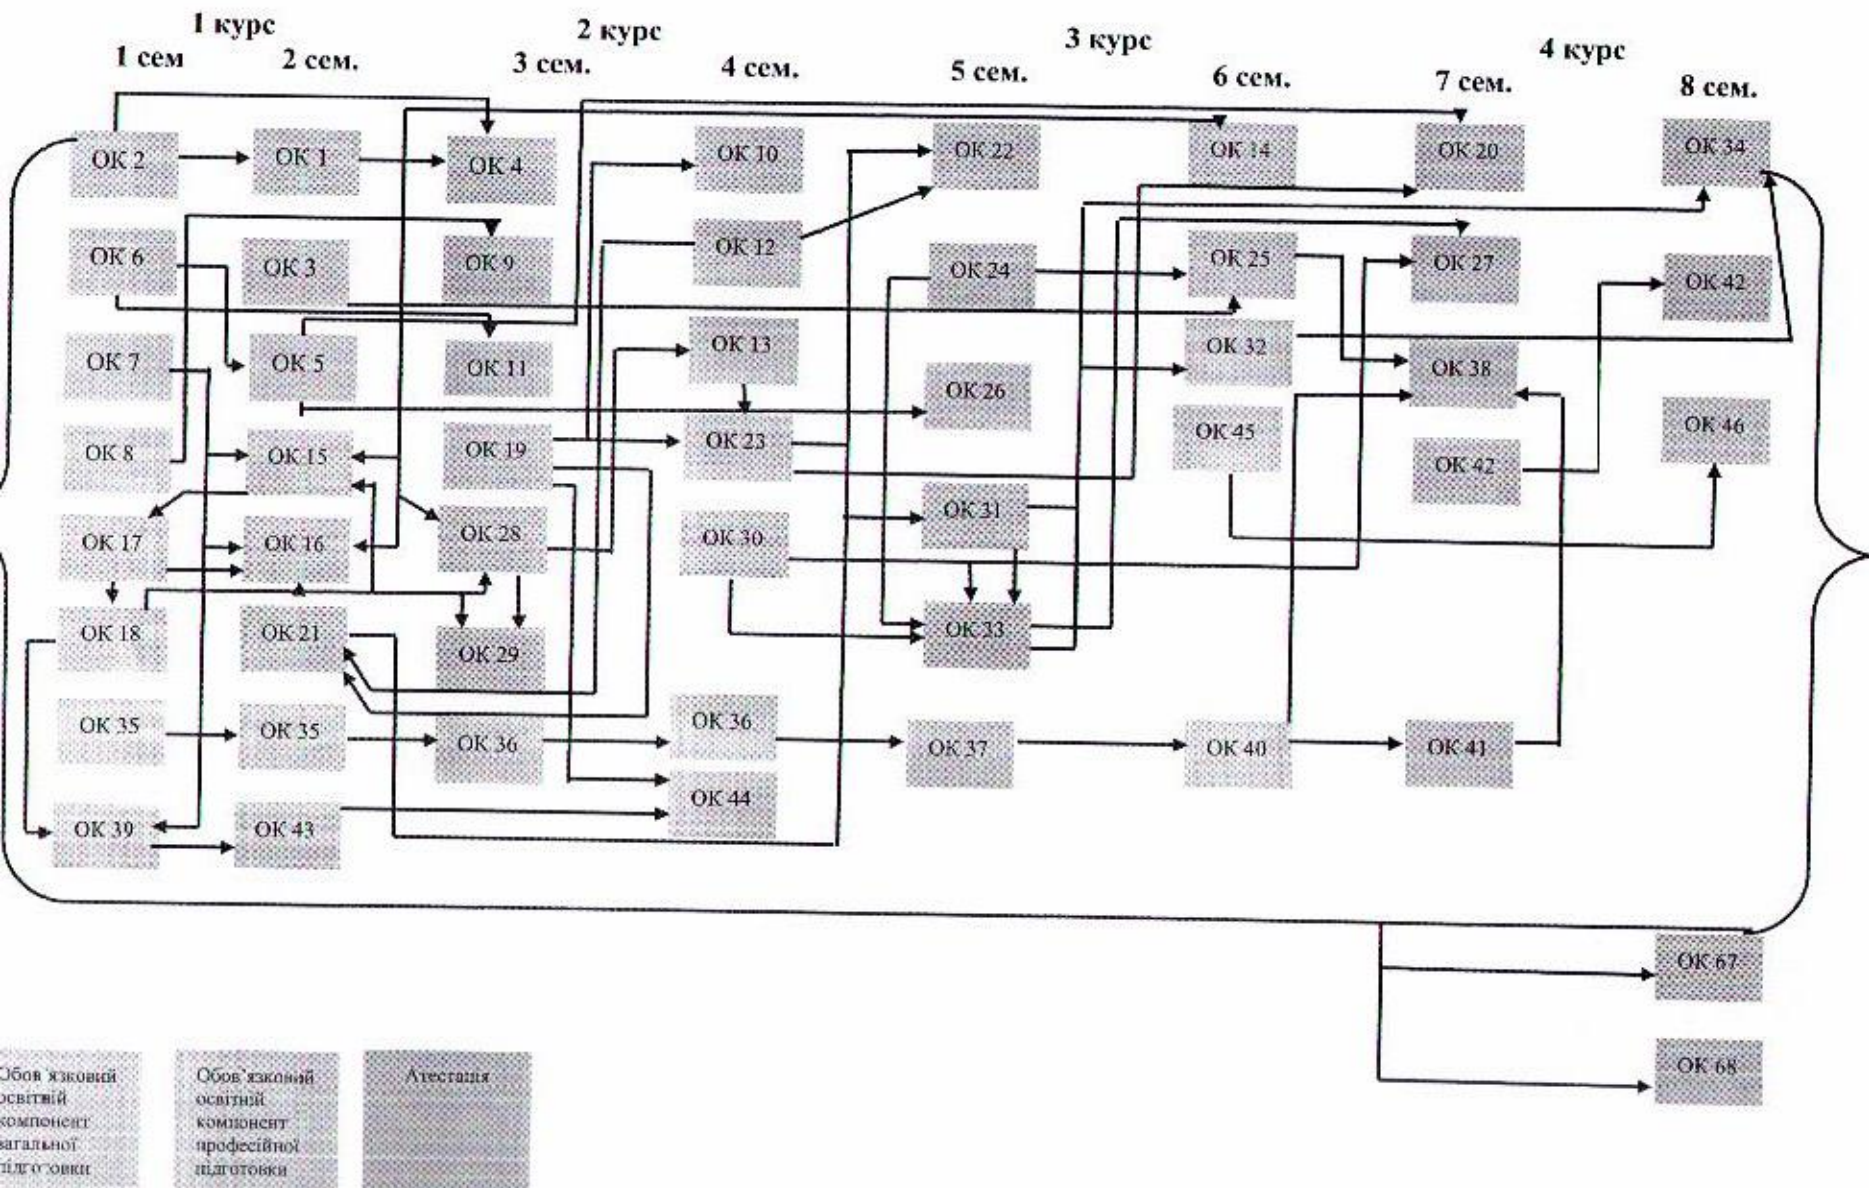 1 курс
2 курс
3 курс
4 курс
1 сем
2 сем.
3 сем.
4 сем.
5 сем.
6 сем.
7 сем.
8 сем.
ОК 2
ОК 1
ОК 4
ОК 10
ОК 22
ОК 14
ОК 20
ОК 34
ОК 6
ОК 3
ОК 9
ОК 12
ОК 24
ОК 25
ОК 27
ОК 42
ОК 7
ОК 5
ОК 11
ОК 13
ОК 26
ОК 32
ОК 38
ОК 46
ОК 8
ОК 15
ОК 19
ОК 23
ОК 31
ОК 45
ОК 42
ОК 17
ОК 16
ОК 28
ОК 30
ОК 33
ОК 18
ОК 21
ОК 29
ОК 35
ОК 35
ОК 36
ОК 36
ОК 37
ОК 40
ОК 41
ОК 39
ОК 43
ОК 44
ОК 67
ОК 68
Обов'язковий
освітній
компонент
загальної
підготовки
Обов'язковий
освітній
компонент
професійної
підготовки
Атестація